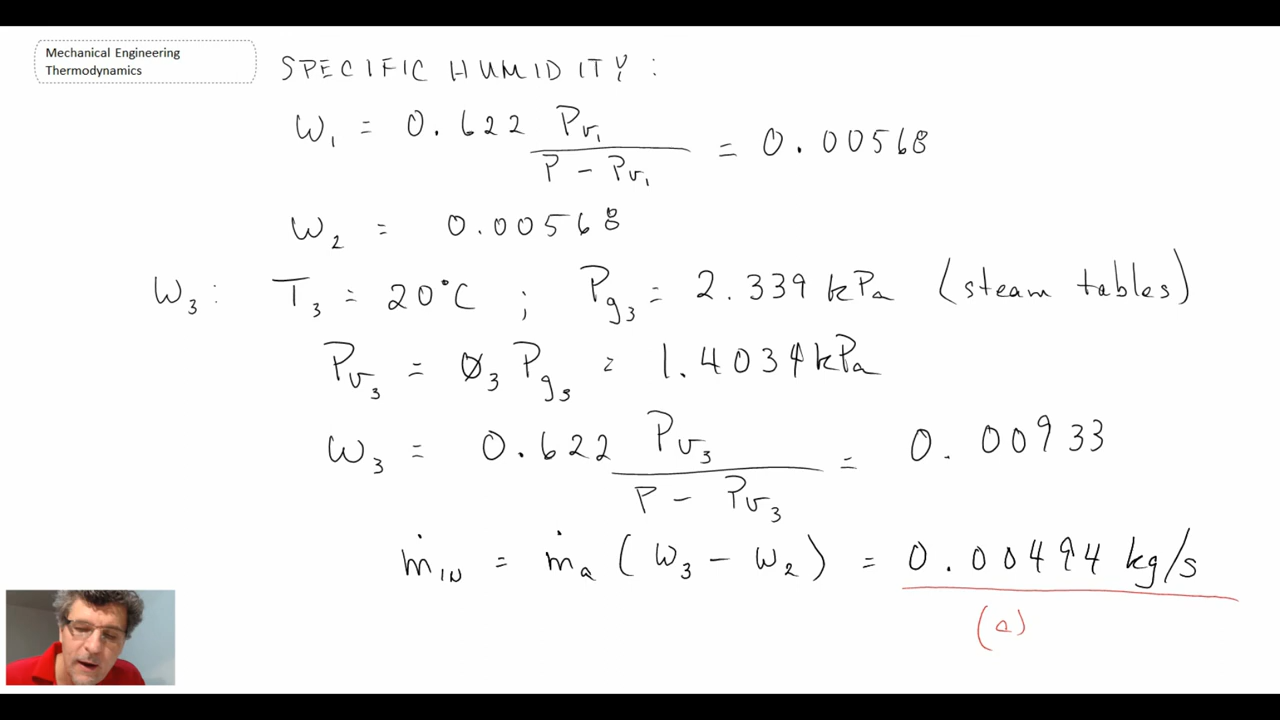 Mechanical Engineering
Thermodynamics
SPECIFIC HUMIDITY:
ω₁ = 0.622 Pv₁ / (P − Pv₁) = 0.00568
ω₂ = 0.00568
ω₃: T₃ = 20°C ; Pg₃ = 2.339 kPa (steam tables)
Pv₃ = Ø₃ Pg₃ = 1.4034 kPa
ω₃ = 0.622 Pv₃ / (P − Pv₃) = 0.00933
ṁIN = ṁa (ω₃ − ω₂) = 0.00494 kg/s
(a)